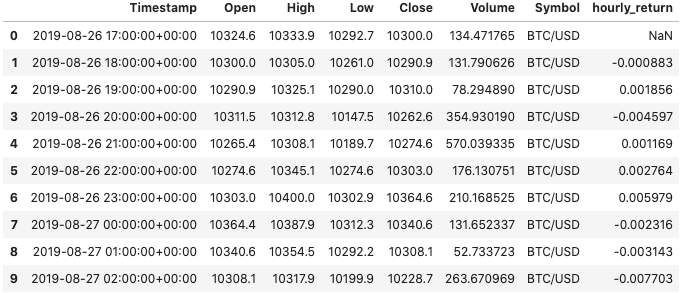 Timestamp Open High Low Close Volume Symbol hourly_return
0 2019-08-26 17:00:00+00:00 10324.6 10333.9 10292.7 10300.0 134.471765 BTC/USD NaN
1 2019-08-26 18:00:00+00:00 10300.0 10305.0 10261.0 10290.9 131.790626 BTC/USD -0.000883
2 2019-08-26 19:00:00+00:00 10290.9 10325.1 10290.0 10310.0 78.294890 BTC/USD 0.001856
3 2019-08-26 20:00:00+00:00 10311.5 10312.8 10147.5 10262.6 354.930190 BTC/USD -0.004597
4 2019-08-26 21:00:00+00:00 10265.4 10308.1 10189.7 10274.6 570.039335 BTC/USD 0.001169
5 2019-08-26 22:00:00+00:00 10274.6 10345.1 10274.6 10303.0 176.130751 BTC/USD 0.002764
6 2019-08-26 23:00:00+00:00 10303.0 10400.0 10302.9 10364.6 210.168525 BTC/USD 0.005979
7 2019-08-27 00:00:00+00:00 10364.4 10387.9 10312.3 10340.6 131.652337 BTC/USD -0.002316
8 2019-08-27 01:00:00+00:00 10340.6 10354.5 10292.2 10308.1 52.733723 BTC/USD -0.003143
9 2019-08-27 02:00:00+00:00 10308.1 10317.9 10199.9 10228.7 263.670969 BTC/USD -0.007703